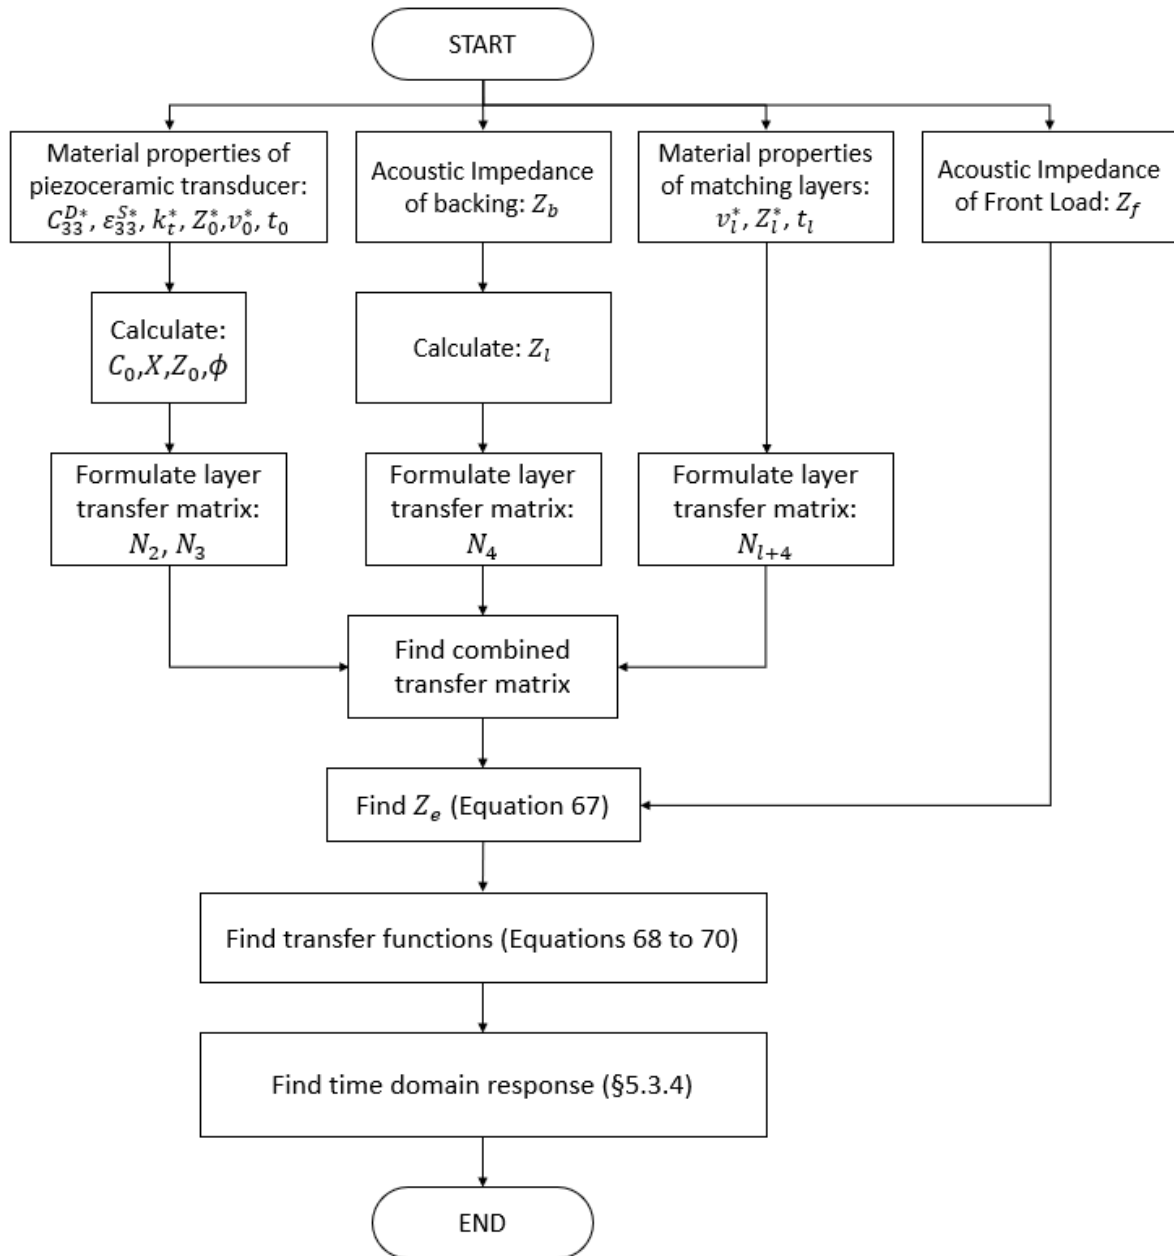 START
Material properties of
piezoceramic transducer:
$C_{33}^{D*}$, $\varepsilon_{33}^{S*}$, $k_t^*$, $Z_0^*$,$v_0^*$, $t_0$
Acoustic Impedance
of backing: $Z_b$
Material properties
of matching layers:
$v_l^*$, $Z_l^*$, $t_l$
Acoustic Impedance
of Front Load: $Z_f$
Calculate:
$C_0$,$X$,$Z_0$,$\phi$
Calculate: $Z_l$
Formulate layer
transfer matrix:
$N_2$, $N_3$
Formulate layer
transfer matrix:
$N_4$
Formulate layer
transfer matrix:
$N_{l+4}$
Find combined
transfer matrix
Find $Z_e$ (Equation 67)
Find transfer functions (Equations 68 to 70)
Find time domain response (§5.3.4)
END